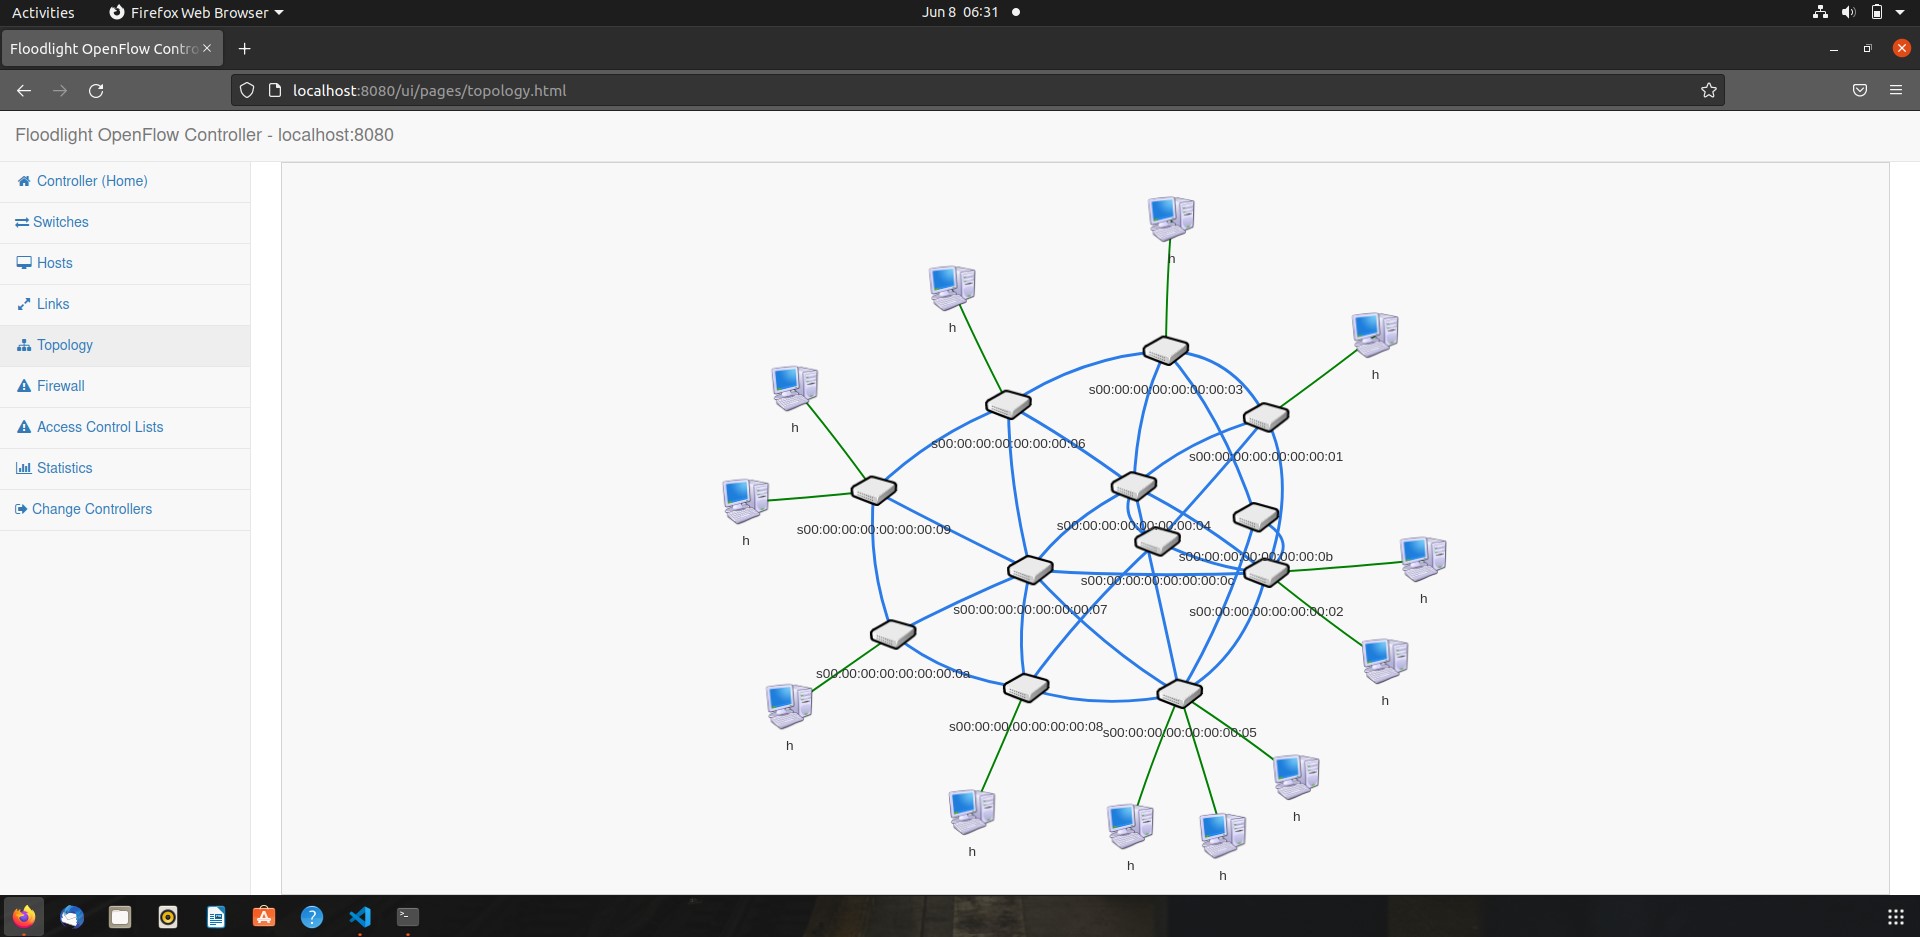 Activities
Firefox Web Browser
Jun 8 06:31
Floodlight OpenFlow Contro
localhost:8080/ui/pages/topology.html
Floodlight OpenFlow Controller - localhost:8080
Controller (Home)
Switches
Hosts
Links
Topology
Firewall
Access Control Lists
Statistics
Change Controllers
h
h
h
s00:00:00:00:00:00:00:03
h
s00:00:00:00:00:00:00:06
s00:00:00:00:00:00:00:01
s00:00:00:00:00:00:00:04
s00:00:00:00:00:00:00:09
h
s00:00:00:00:00:00:00:0b
s00:00:00:00:00:00:00:0c
h
s00:00:00:00:00:00:00:07
s00:00:00:00:00:00:00:02
s00:00:00:00:00:00:00:0a
h
s00:00:00:00:00:00:00:08
s00:00:00:00:00:00:00:05
h
h
h
h
h